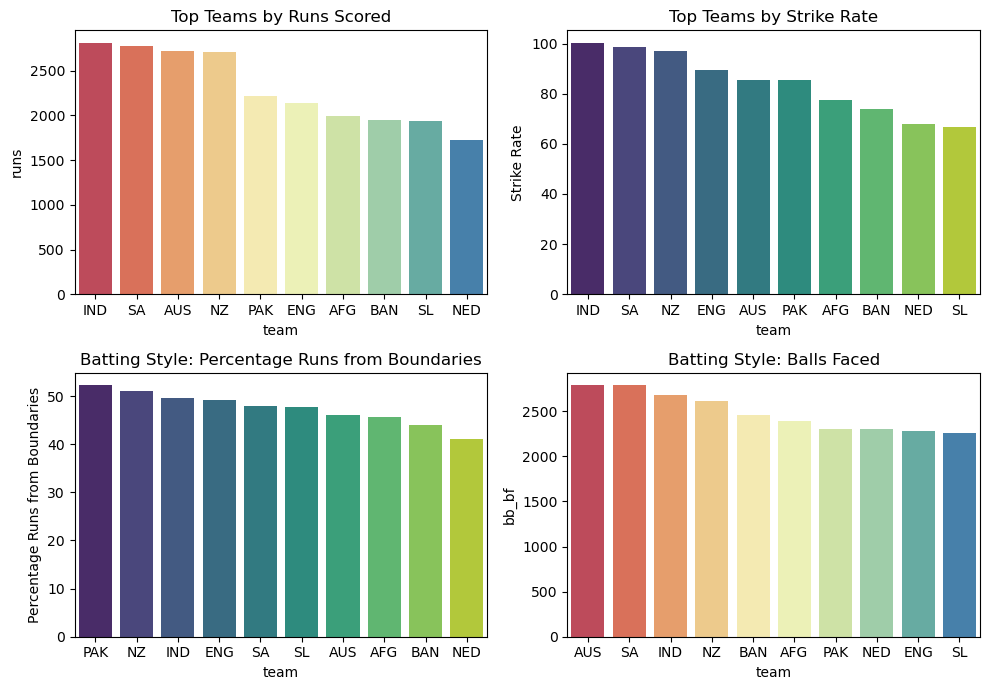 Top Teams by Runs Scored
runs
2500
2000
1500
1000
500
0
IND SA AUS NZ PAK ENG AFG BAN SL NED
team
Top Teams by Strike Rate
Strike Rate
100
80
60
40
20
0
IND SA NZ ENG AUS PAK AFG BAN NED SL
team
Batting Style: Percentage Runs from Boundaries
Percentage Runs from Boundaries
50
40
30
20
10
0
PAK NZ IND ENG SA SL AUS AFG BAN NED
team
Batting Style: Balls Faced
bb_bf
2500
2000
1500
1000
500
0
AUS SA IND NZ BAN AFG PAK NED ENG SL
team